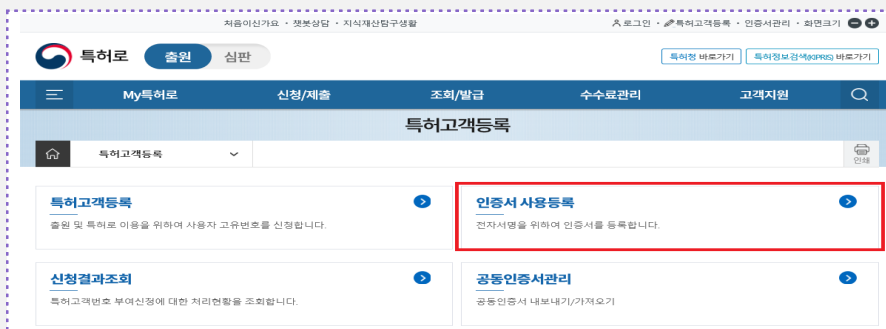 처음이신가요 · 챗봇상담 · 지식재산탐구생활
로그인 · 특허고객등록 · 인증서관리 · 화면크기
특허로 출원 심판
특허청 바로가기 특허정보검색(KIPRIS) 바로가기
My특허로 신청/제출 조회/발급 수수료관리 고객지원
특허고객등록
특허고객등록
인쇄
특허고객등록
출원 및 특허로 이용을 위하여 사용자 고유번호를 신청합니다.
인증서 사용등록
전자서명을 위하여 인증서를 등록합니다.
신청결과조회
특허고객번호 부여신청에 대한 처리현황을 조회합니다.
공동인증서관리
공동인증서 내보내기/가져오기